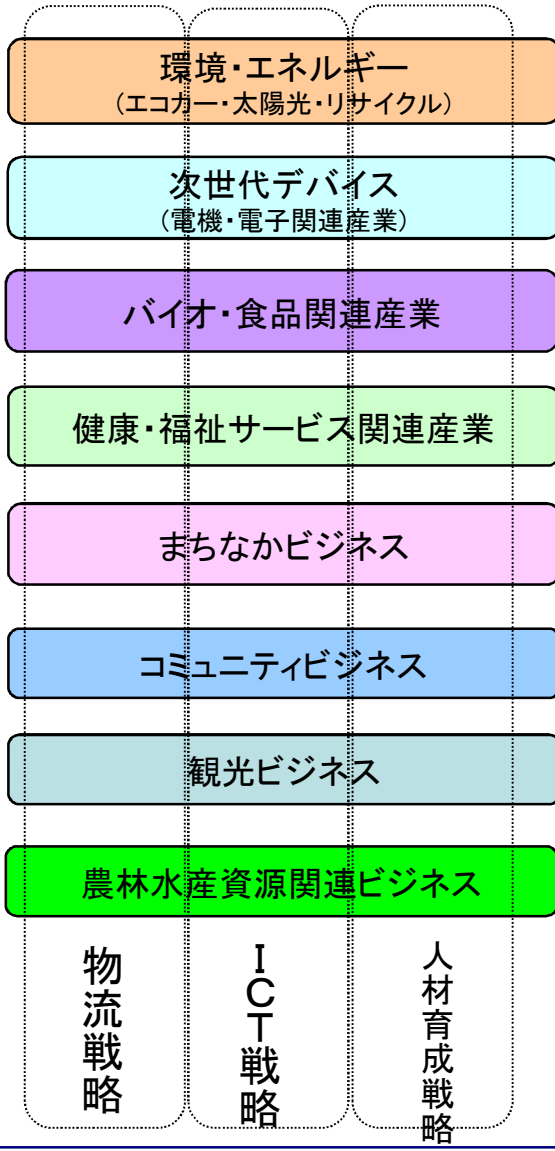 環境・エネルギー
(エコカー・太陽光・リサイクル)
次世代デバイス
(電機・電子関連産業)
バイオ・食品関連産業
健康・福祉サービス関連産業
まちなかビジネス
コミュニティビジネス
観光ビジネス
農林水産資源関連ビジネス
物流戦略
ICT戦略
人材育成戦略